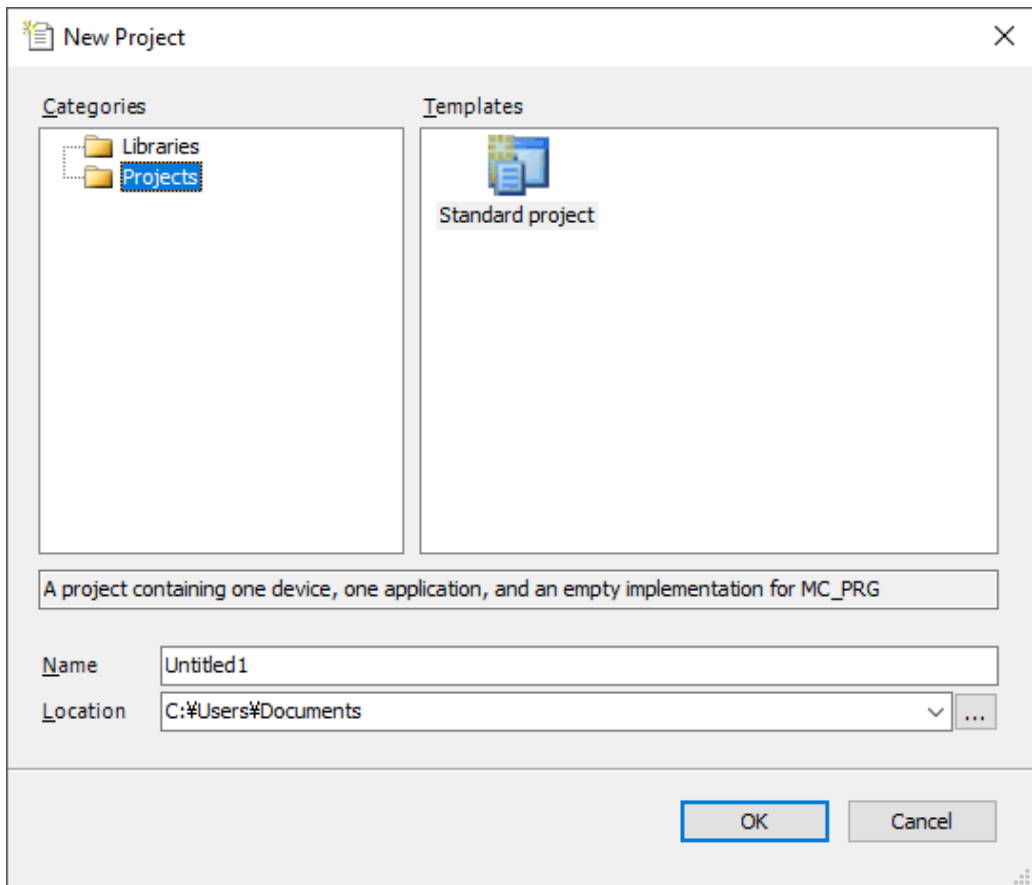 New Project
Categories
Templates
Libraries
Projects
Standard project
A project containing one device, one application, and an empty implementation for MC_PRG
Name
Untitled1
Location
C:¥Users¥Documents
...
OK
Cancel